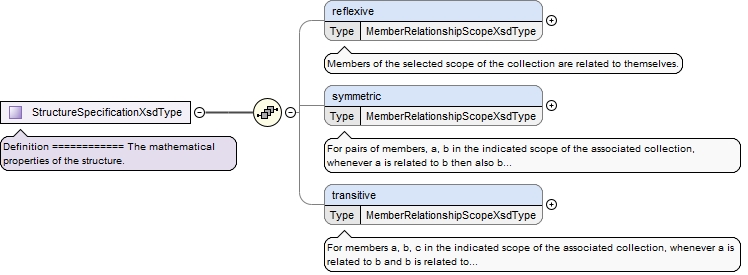 reflexive
Type MemberRelationshipScopeXsdType
Members of the selected scope of the collection are related to themselves.
StructureSpecificationXsdType
Definition ============ The mathematical
properties of the structure.
symmetric
Type MemberRelationshipScopeXsdType
For pairs of members, a, b in the indicated scope of the associated collection,
whenever a is related to b then also b...
transitive
Type MemberRelationshipScopeXsdType
For members a, b, c in the indicated scope of the associated collection, whenever a is
related to b and b is related to...